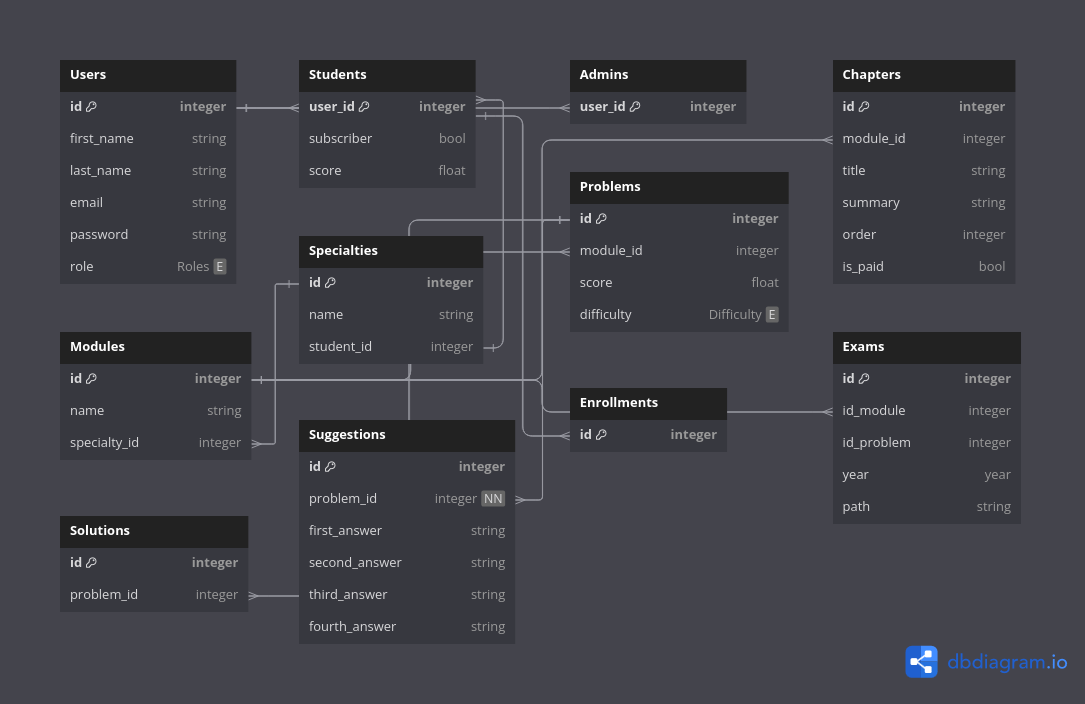 Users
id integer
first_name string
last_name string
email string
password string
role Roles E
Students
user_id integer
subscriber bool
score float
Admins
user_id integer
Chapters
id integer
module_id integer
title string
summary string
order integer
is_paid bool
Problems
id integer
module_id integer
score float
difficulty Difficulty E
Specialties
id integer
name string
student_id integer
Modules
id integer
name string
specialty_id integer
Exams
id integer
id_module integer
id_problem integer
year year
path string
Enrollments
id integer
Suggestions
id integer
problem_id integer NN
first_answer string
second_answer string
third_answer string
fourth_answer string
Solutions
id integer
problem_id integer
dbdiagram.io